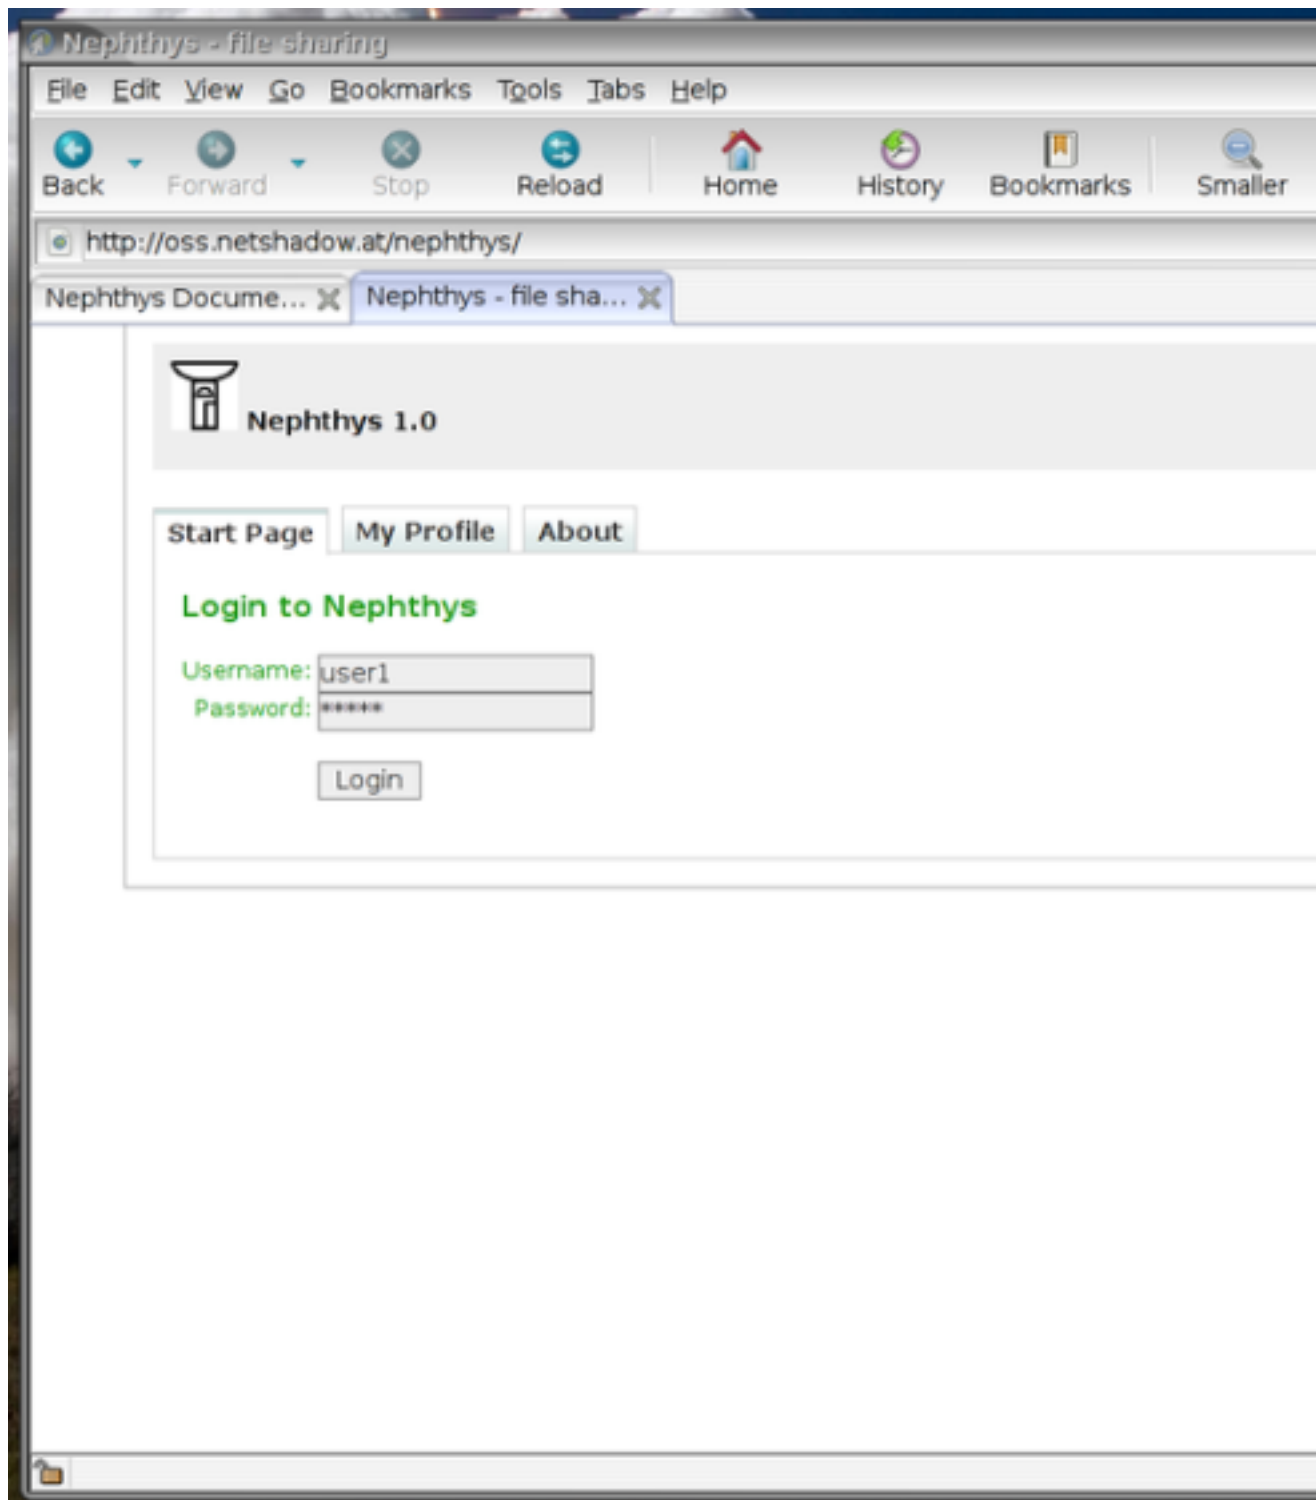 Nephthys - file sharing
File Edit View Go Bookmarks Tools Tabs Help
Back Forward Stop Reload Home History Bookmarks Smaller
http://oss.netshadow.at/nephthys/
Nephthys Docume... Nephthys - file sha...
Nephthys 1.0
Start Page My Profile About
Login to Nephthys
Username: user1
Password: *****
Login